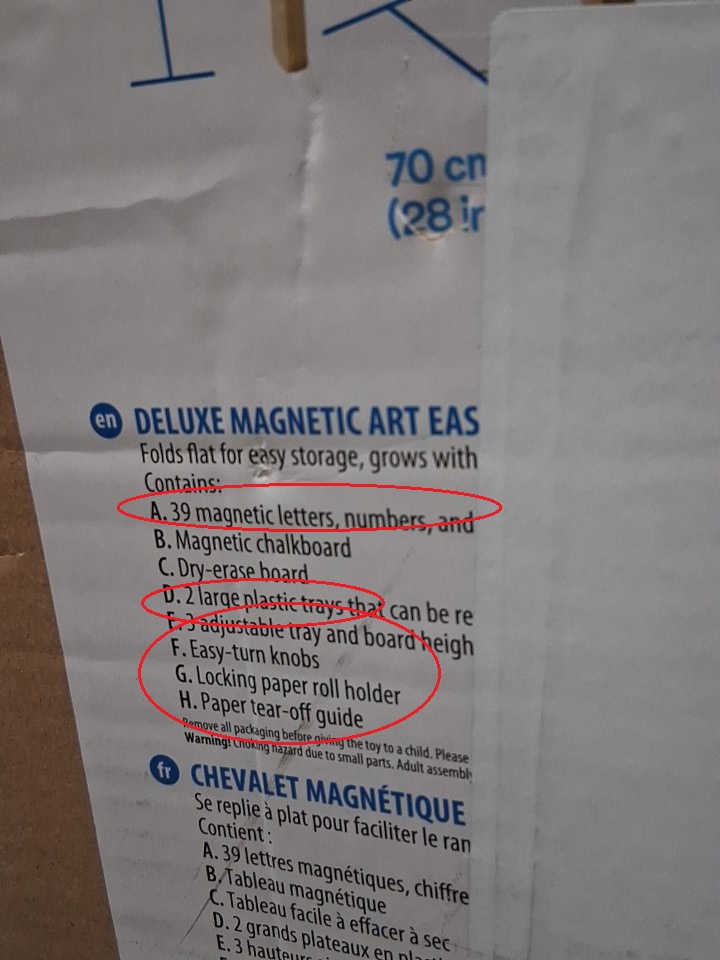 70 cm
(28 in
en DELUXE MAGNETIC ART EAS
Folds flat for easy storage, grows with
Contains:
A. 39 magnetic letters, numbers, and
B. Magnetic chalkboard
C. Dry-erase board
D. 2 large plastic trays that can be re
E. 3 adjustable tray and board heigh
F. Easy-turn knobs
G. Locking paper roll holder
H. Paper tear-off guide
Remove all packaging before giving the toy to a child. Please
Warning! Choking hazard due to small parts. Adult assembly
fr CHEVALET MAGNÉTIQUE
Se replie à plat pour faciliter le ran
Contient :
A. 39 lettres magnétiques, chiffre
B. Tableau magnétique
C. Tableau facile à effacer à sec
D. 2 grands plateaux en plasti
E. 3 hauteurs